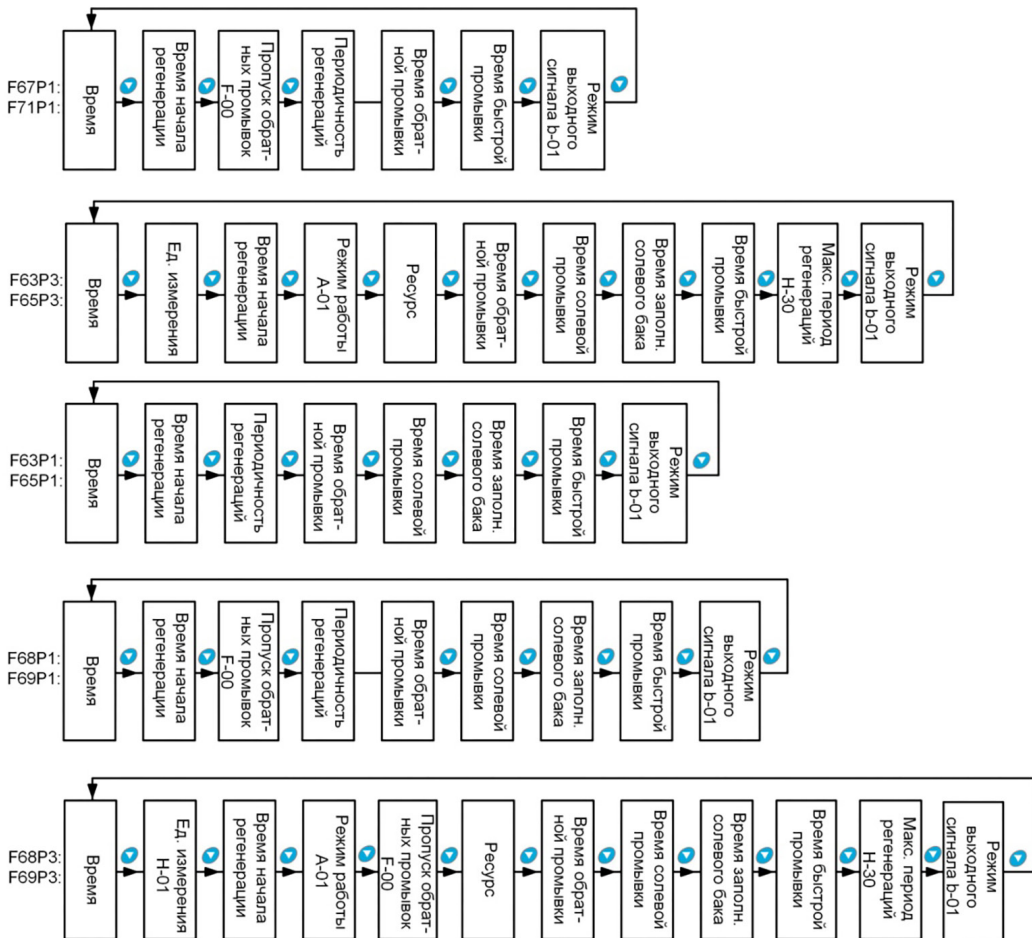 F67P1:
F71P1:
Время
Время начала
регенерации
Пропуск обрат-
ных промывок
F-00
Периодичность
регенераций
Время обрат-
ной промывки
Время быстрой
промывки
Режим
выходного
сигнала b-01
F63P3:
F65P3:
Время
Ед. измерения
Время начала
регенерации
Режим работы
A-01
Ресурс
Время обрат-
ной промывки
Время солевой
промывки
Время заполн.
солевого бака
Время быстрой
промывки
Макс. период
регенераций
H-30
Режим
выходного
сигнала b-01
F63P1:
F65P1:
Время
Время начала
регенерации
Периодичность
регенераций
Время обрат-
ной промывки
Время солевой
промывки
Время заполн.
солевого бака
Время быстрой
промывки
Режим
выходного
сигнала b-01
F68P1:
F69P1:
Время
Время начала
регенерации
Пропуск обрат-
ных промывок
F-00
Периодичность
регенераций
Время обрат-
ной промывки
Время солевой
промывки
Время заполн.
солевого бака
Время быстрой
промывки
Режим
выходного
сигнала b-01
F68P3:
F69P3:
Время
Ед. измерения
H-01
Время начала
регенерации
Режим работы
A-01
Пропуск обрат-
ных промывок
F-00
Ресурс
Время обрат-
ной промывки
Время солевой
промывки
Время заполн.
солевого бака
Время быстрой
промывки
Макс. период
регенераций
H-30
Режим
выходного
сигнала b-01